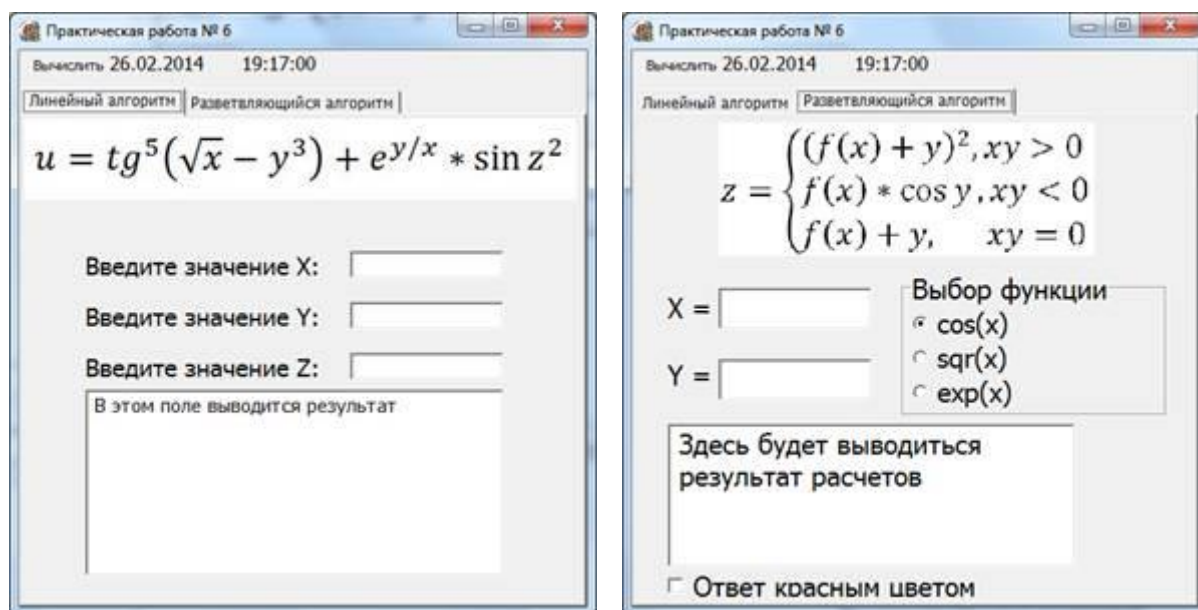 Практическая работа № 6
Вычислить 26.02.2014 19:17:00
Линейный алгоритм Разветвляющийся алгоритм
u = tg⁵(√x − y³) + e^{y/x} * sin z²
Введите значение X:
Введите значение Y:
Введите значение Z:
В этом поле выводится результат
Практическая работа № 6
Вычислить 26.02.2014 19:17:00
Линейный алгоритм Разветвляющийся алгоритм
z = { (f(x) + y)², xy > 0
f(x) * cos y, xy < 0
f(x) + y, xy = 0
X =
Y =
Выбор функции
cos(x)
sqr(x)
exp(x)
Здесь будет выводиться
результат расчетов
Ответ красным цветом